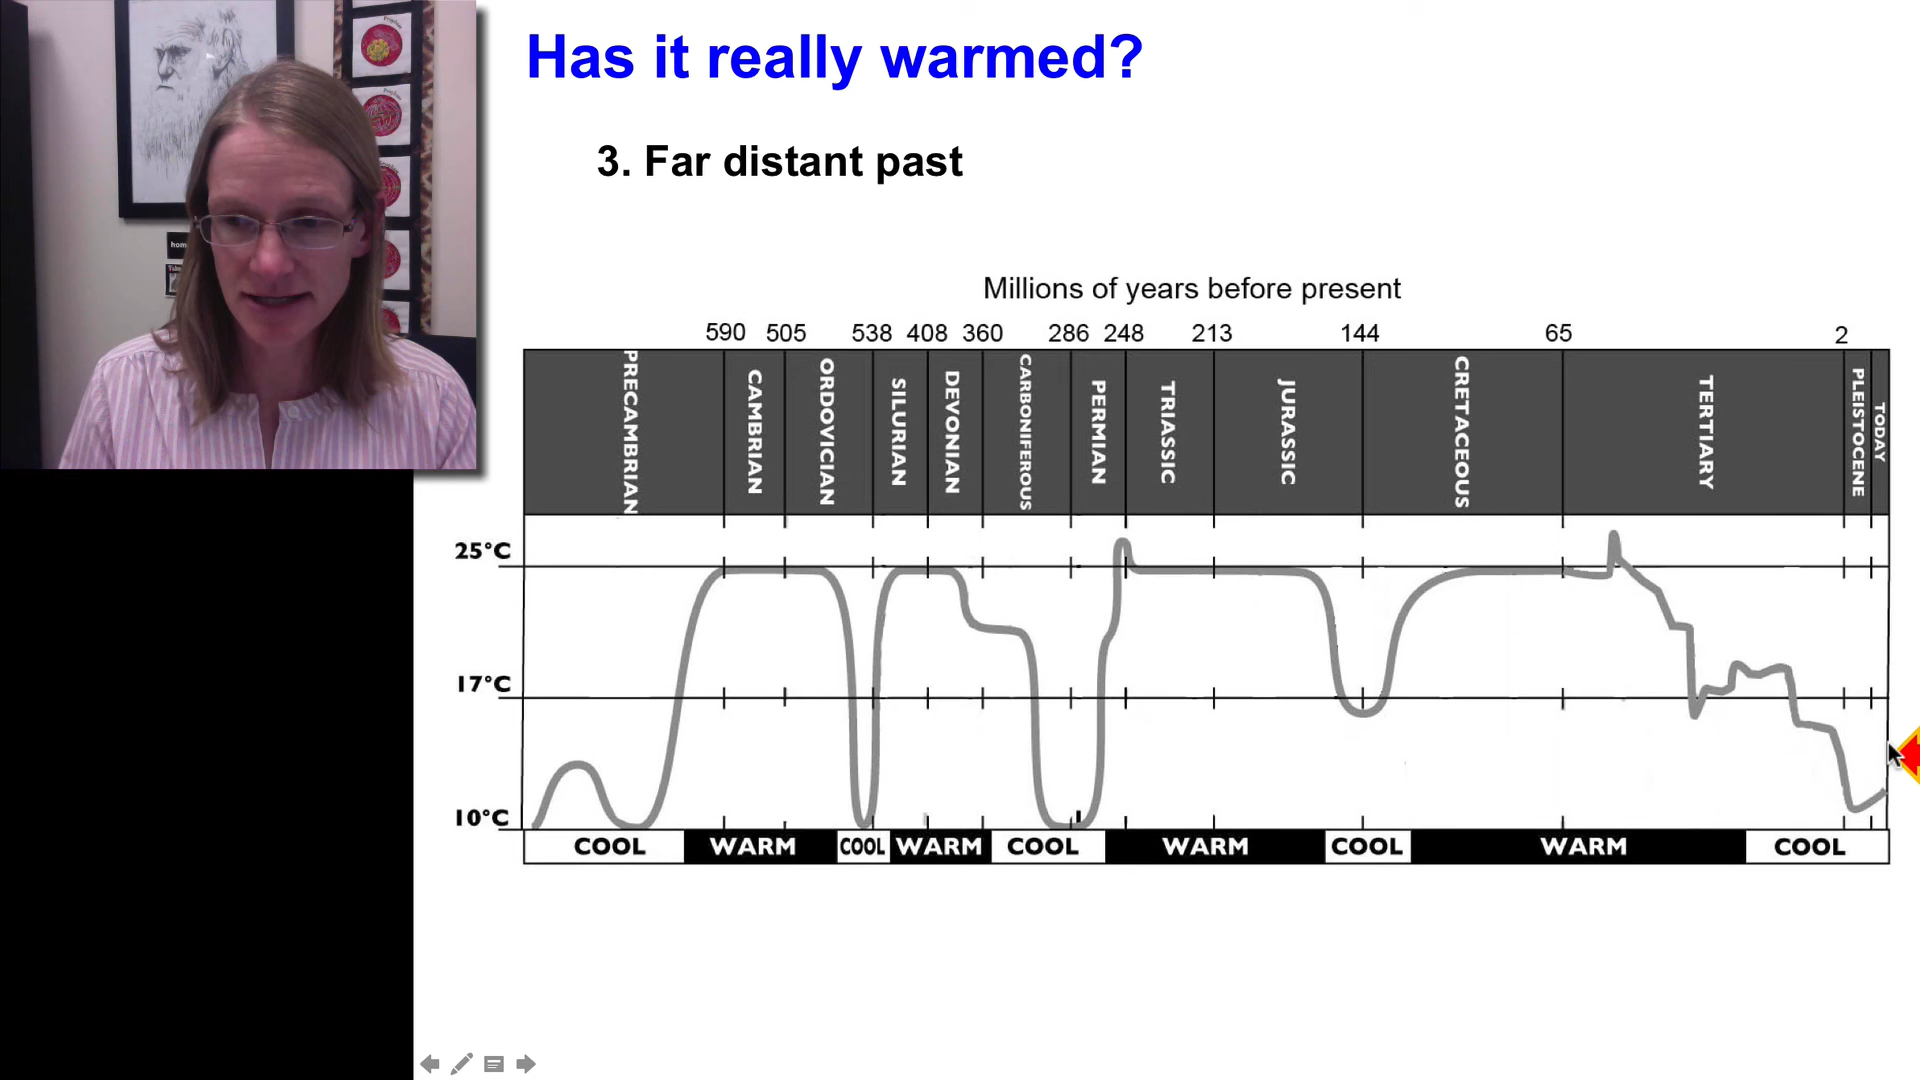 Has it really warmed?
3. Far distant past
Millions of years before present
590 505 538 408 360 286 248 213 144 65 2
PRECAMBRIAN
CAMBRIAN
ORDOVICIAN
SILURIAN
DEVONIAN
CARBONIFEROUS
PERMIAN
TRIASSIC
JURASSIC
CRETACEOUS
TERTIARY
PLEISTOCENE
TODAY
25°C
17°C
10°C
COOL WARM COOL WARM COOL WARM COOL WARM COOL